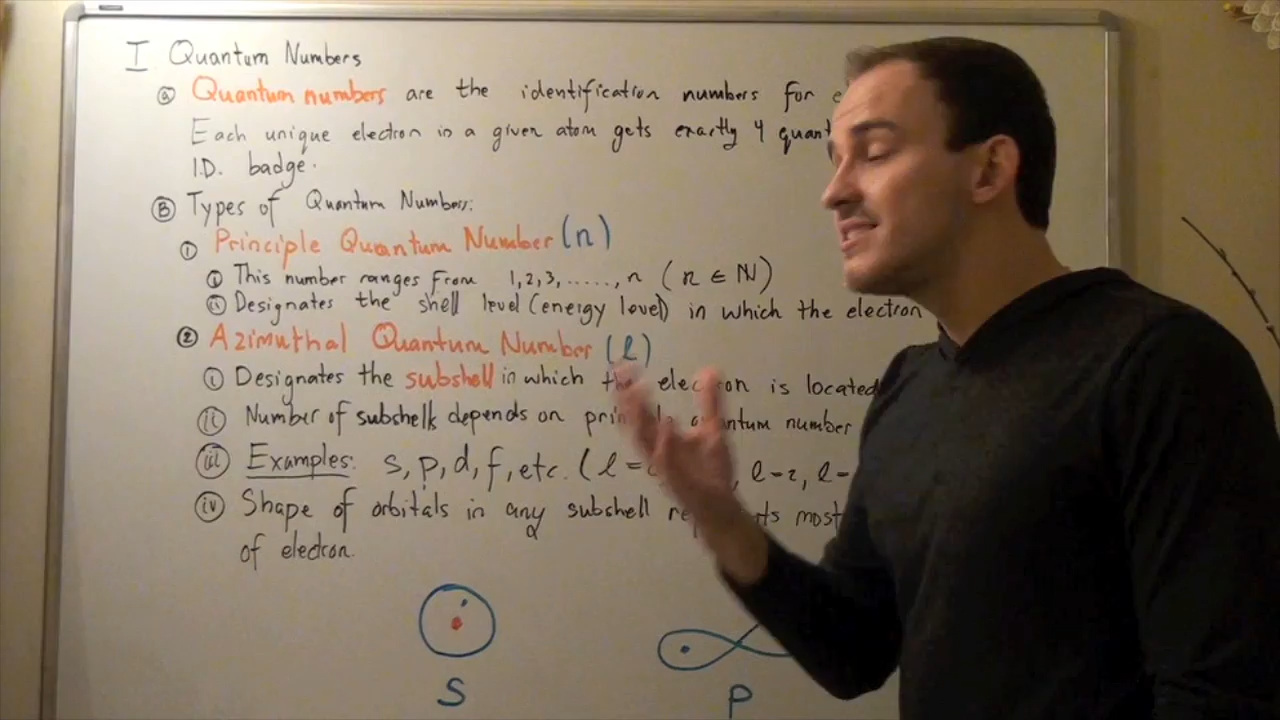 I Quantum Numbers
ⓐ Quantum numbers are the identification numbers for
Each unique electron in a given atom gets exactly 4
I.D. badge.
Ⓑ Types of Quantum Numbers:
① Principle Quantum Number (n)
ⓘ This number ranges from 1, 2, 3, ......, n ( n ∈ ℕ )
ⓘⓘ Designates the shell level (energy level) in which the electron
② Azimuthal Quantum Number (ℓ)
ⓘ Designates the subshell in which the electron is located
(ii) Number of subshells depends on quantum number
(iii) Examples: s, p, d, f, etc. ( ℓ = , ℓ=2, ℓ=
(iv) Shape of orbitals in any subshell most
of electron.
S P